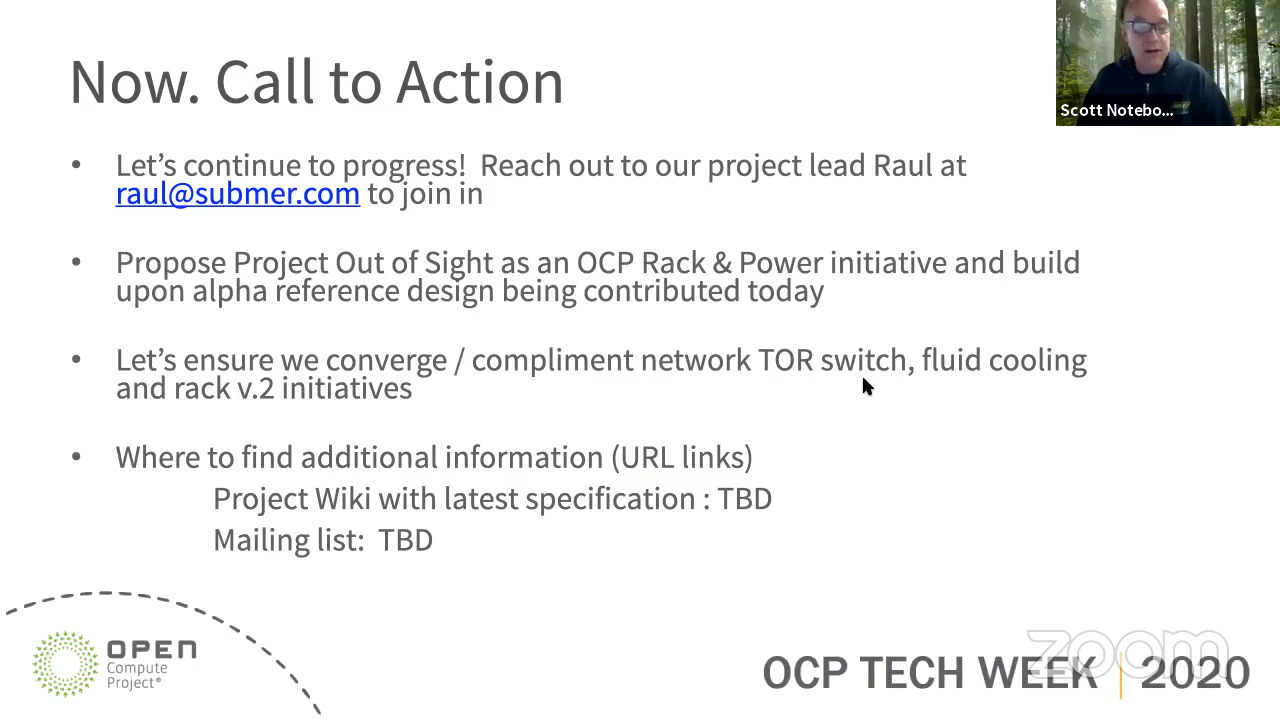 Now. Call to Action
Scott Notebo...
• Let's continue to progress!  Reach out to our project lead Raul at
raul@submer.com to join in
• Propose Project Out of Sight as an OCP Rack & Power initiative and build
upon alpha reference design being contributed today
• Let's ensure we converge / compliment network TOR switch, fluid cooling
and rack v.2 initiatives
• Where to find additional information (URL links)
Project Wiki with latest specification : TBD
Mailing list:  TBD
OPEN
Compute
Project®
zoom
OCP TECH WEEK | 2020